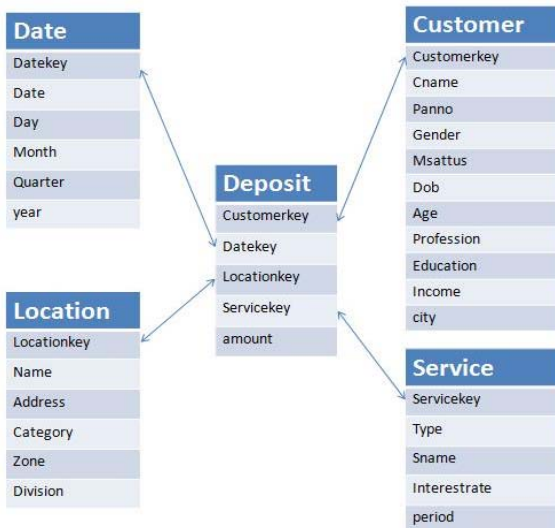 Date
Datekey
Date
Day
Month
Quarter
year
Customer
Customerkey
Cname
Panno
Gender
Msattus
Dob
Age
Profession
Education
Income
city
Deposit
Customerkey
Datekey
Locationkey
Servicekey
amount
Location
Locationkey
Name
Address
Category
Zone
Division
Service
Servicekey
Type
Sname
Interestrate
period